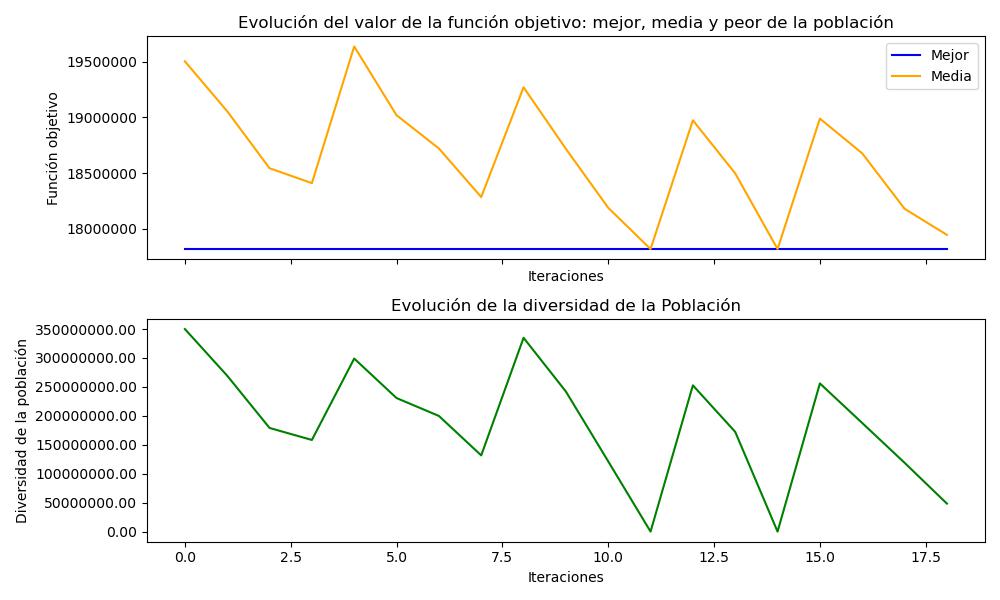 Evolución del valor de la función objetivo: mejor, media y peor de la población
Función objetivo
19500000
19000000
18500000
18000000
Mejor
Media
Iteraciones
Evolución de la diversidad de la Población
Diversidad de la población
350000000.00
300000000.00
250000000.00
200000000.00
150000000.00
100000000.00
50000000.00
0.00
0.0 2.5 5.0 7.5 10.0 12.5 15.0 17.5
Iteraciones